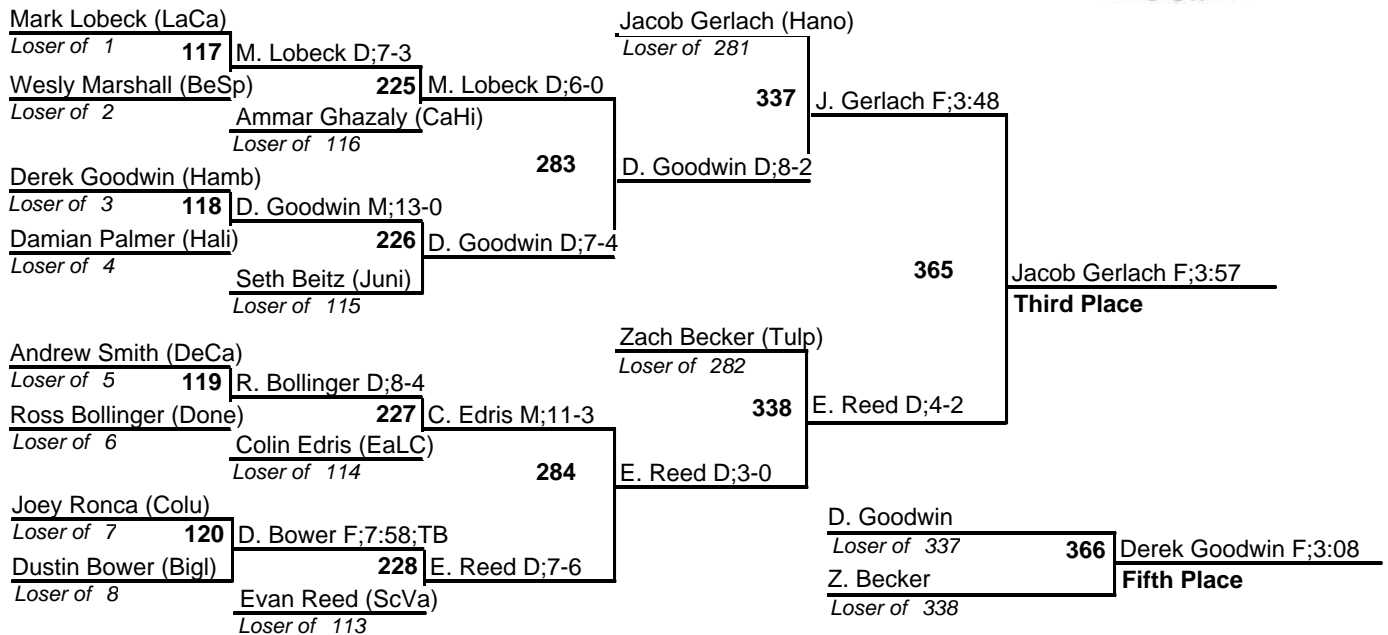 Mark Lobeck (LaCa)
Loser of 1
117
M. Lobeck D;7-3
Wesly Marshall (BeSp)
Loser of 2
225
M. Lobeck D;6-0
Ammar Ghazaly (CaHi)
Loser of 116
283
Derek Goodwin (Hamb)
Loser of 3
118
D. Goodwin M;13-0
Damian Palmer (Hali)
Loser of 4
226
D. Goodwin D;7-4
Seth Beitz (Juni)
Loser of 115
Jacob Gerlach (Hano)
Loser of 281
337
J. Gerlach F;3:48
D. Goodwin D;8-2
365
Jacob Gerlach F;3:57
Third Place
Andrew Smith (DeCa)
Loser of 5
119
R. Bollinger D;8-4
Ross Bollinger (Done)
Loser of 6
227
C. Edris M;11-3
Colin Edris (EaLC)
Loser of 114
284
Joey Ronca (Colu)
Loser of 7
120
D. Bower F;7:58;TB
Dustin Bower (Bigl)
Loser of 8
228
E. Reed D;7-6
Evan Reed (ScVa)
Loser of 113
Zach Becker (Tulp)
Loser of 282
338
E. Reed D;4-2
E. Reed D;3-0
D. Goodwin
Loser of 337
366
Derek Goodwin F;3:08
Z. Becker
Fifth Place
Loser of 338